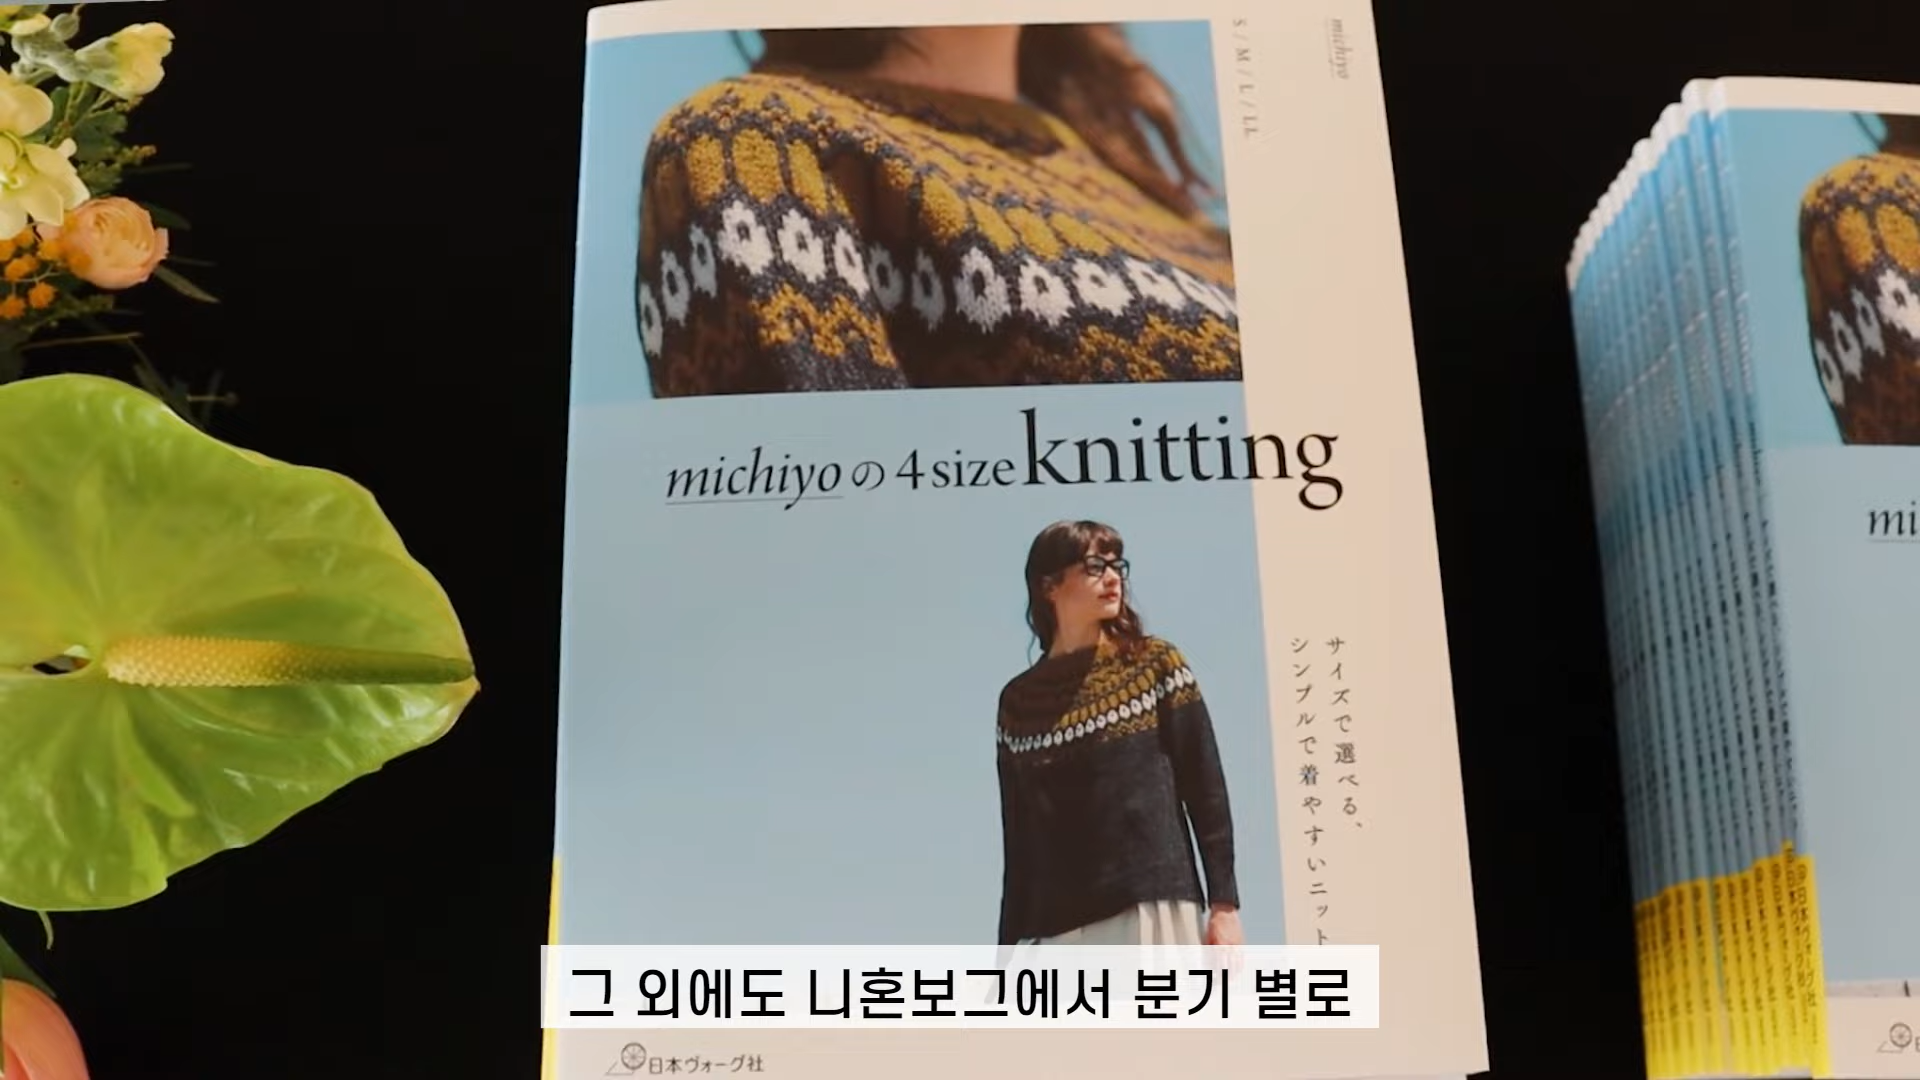 S / M / L / LL
michiyo
michiyoの4size knitting
サイズで選べる、
シンプルで着やすいニット
그 외에도 니혼보그에서 분기 별로
日本ヴォーグ社
mi